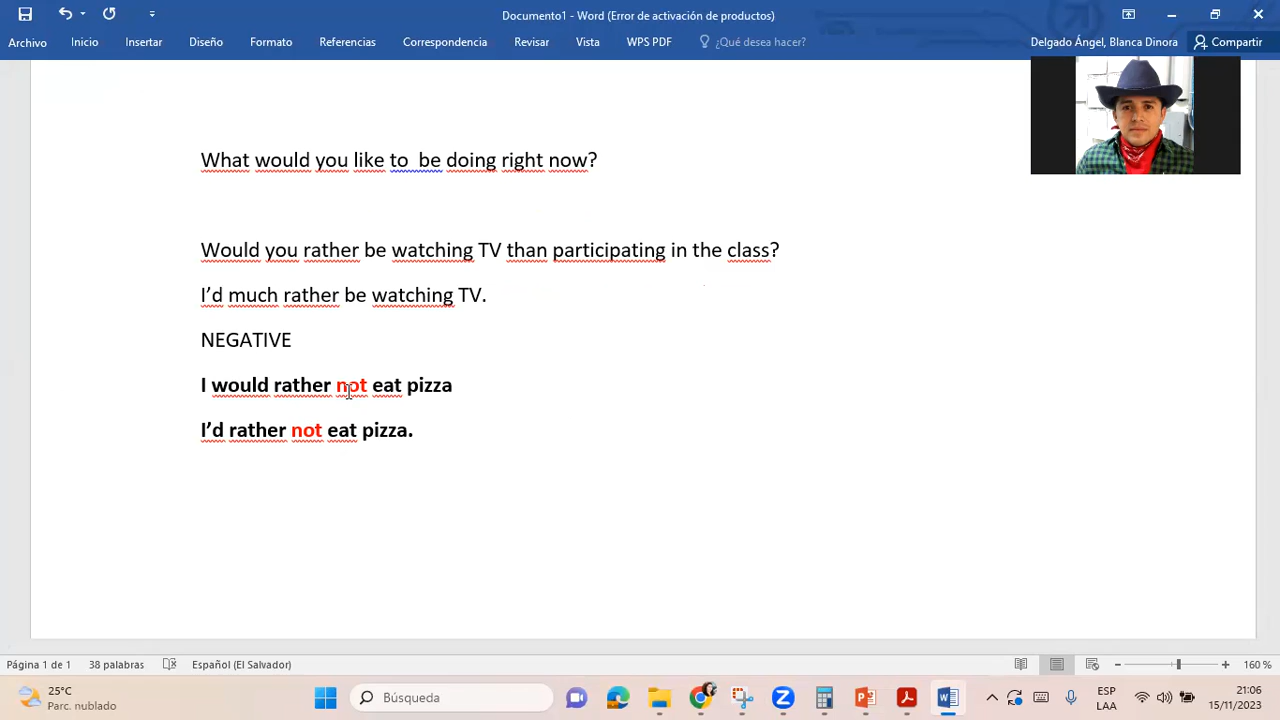 Documento1 - Word (Error de activación de productos)
Archivo Inicio Insertar Diseño Formato Referencias Correspondencia Revisar Vista WPS PDF ¿Qué desea hacer? Delgado Ángel, Blanca Dinora Compartir
What would you like to  be doing right now?
Would you rather be watching TV than participating in the class?
I’d much rather be watching TV.
NEGATIVE
I would rather not eat pizza
I’d rather not eat pizza.
Página 1 de 1 38 palabras Español (El Salvador) 160 %
25°C
Parc. nublado
Búsqueda
ESP
LAA
21:06
15/11/2023